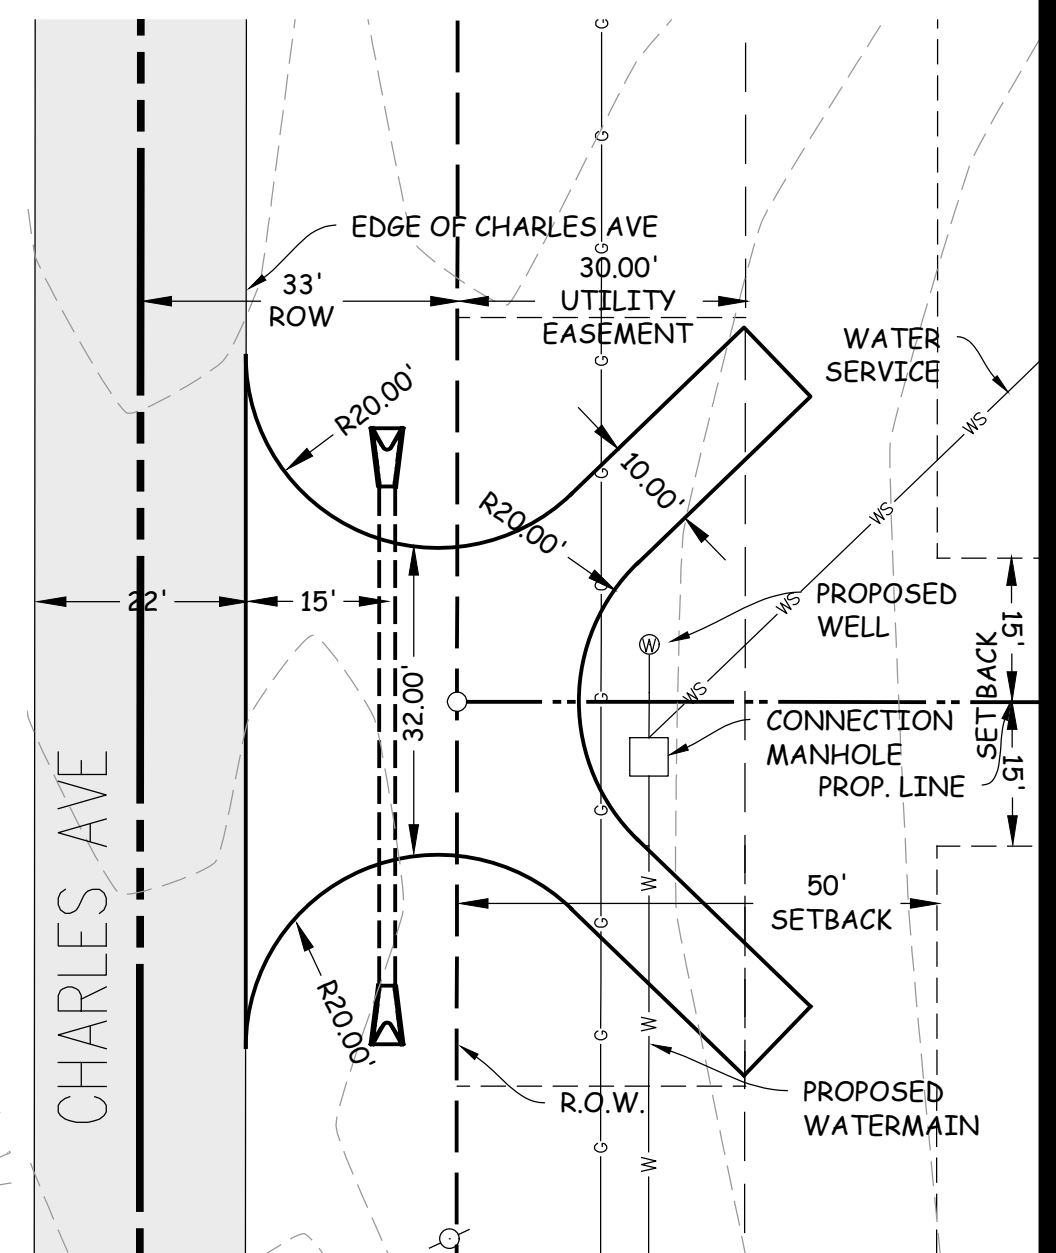 G
G
EDGE OF CHARLES AVE
G
33'
ROW
30.00'
UTILITY
EASEMENT
G
WATER
SERVICE
R20.00'
WS
10.00'
G
R20.00'
WS
22'
15'
G
PROPOSED
WELL
WS
15'
W
SETBACK
32.00'
WS
G
CONNECTION
MANHOLE
PROP. LINE
15'
G
CHARLES AVE
W
50'
SETBACK
G
R20.00'
W
G
R.O.W.
PROPOSED
WATERMAIN
G
W